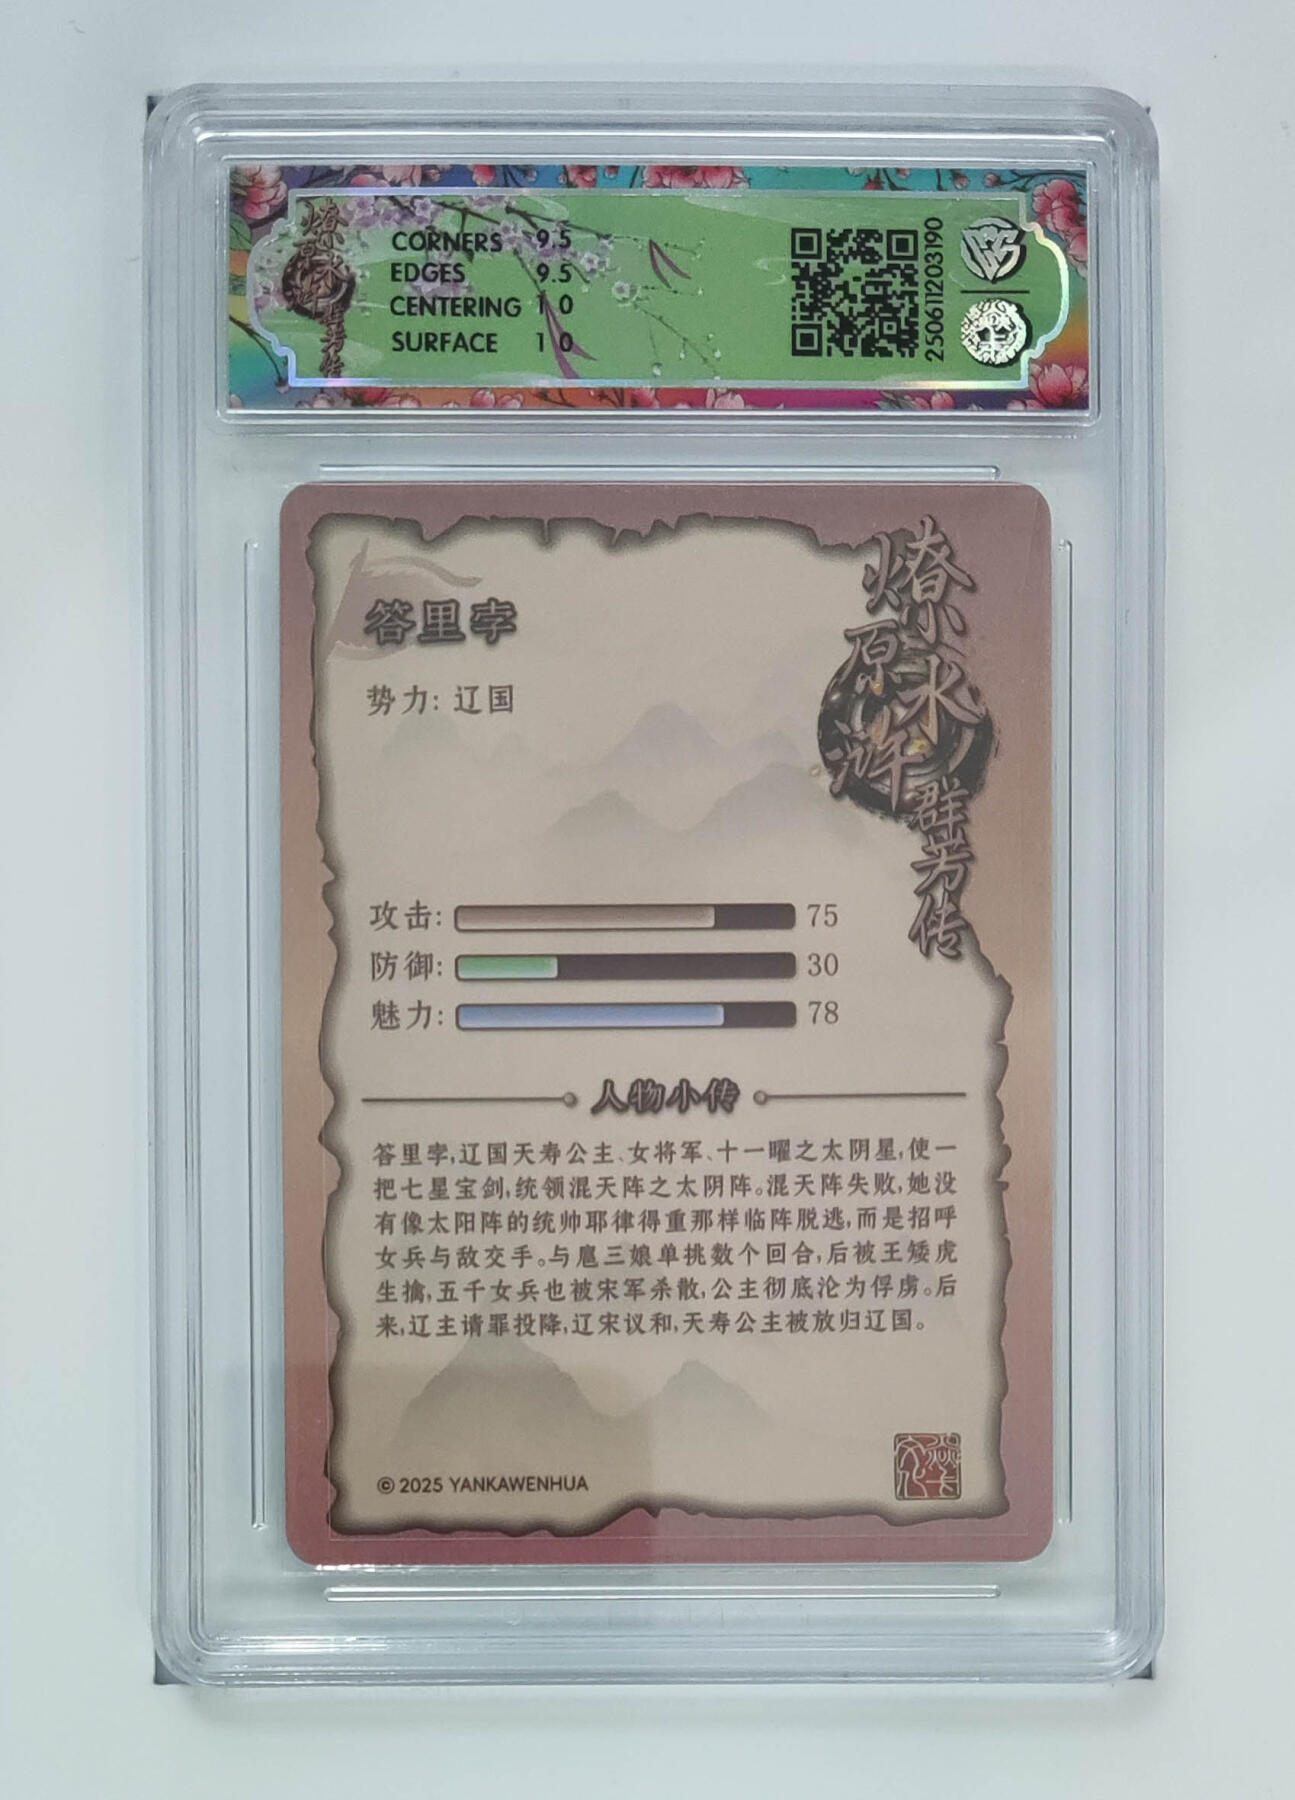 燎原水浒群芳传
CORNERS 9.5
EDGES 9.5
CENTERING 10
SURFACE 10
250611203190
燎原水浒群芳传
答里孛
势力: 辽国
攻击: 75
防御: 30
魅力: 78
人物小传
答里孛,辽国天寿公主、女将军、十一曜之太阴星,使一
把七星宝剑,统领混天阵之太阴阵。混天阵失败,她没
有像太阳阵的统帅耶律得重那样临阵脱逃,而是招呼
女兵与敌交手。与扈三娘单挑数个回合,后被王矮虎
生擒,五千女兵也被宋军杀散,公主彻底沦为俘虏。后
来,辽主请罪投降,辽宋议和,天寿公主被放归辽国。
© 2025 YANKAWENHUA